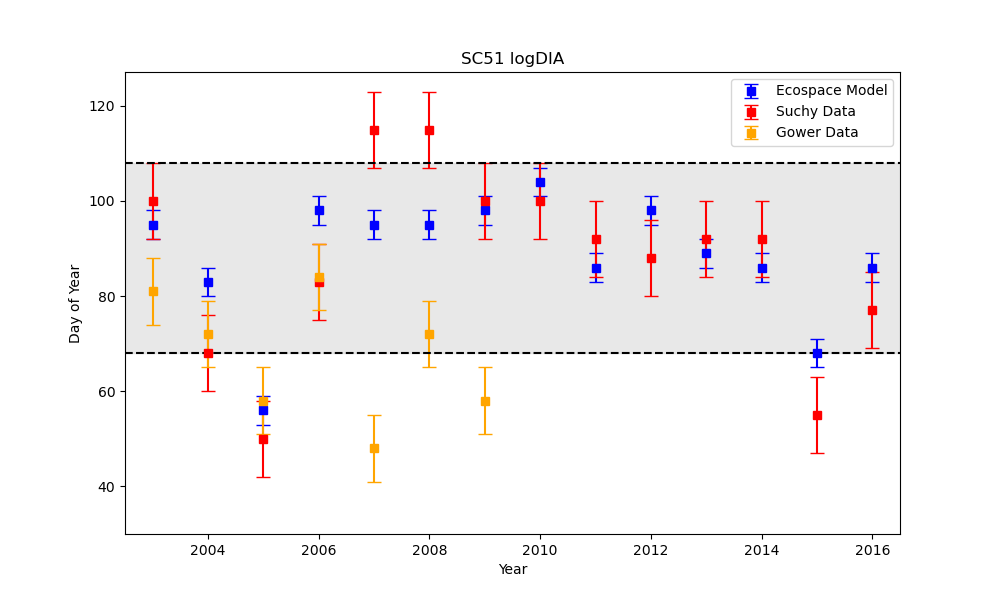 SC51 logDIA
Ecospace Model
Suchy Data
Gower Data
Day of Year
120
100
80
60
40
2004 2006 2008 2010 2012 2014 2016
Year